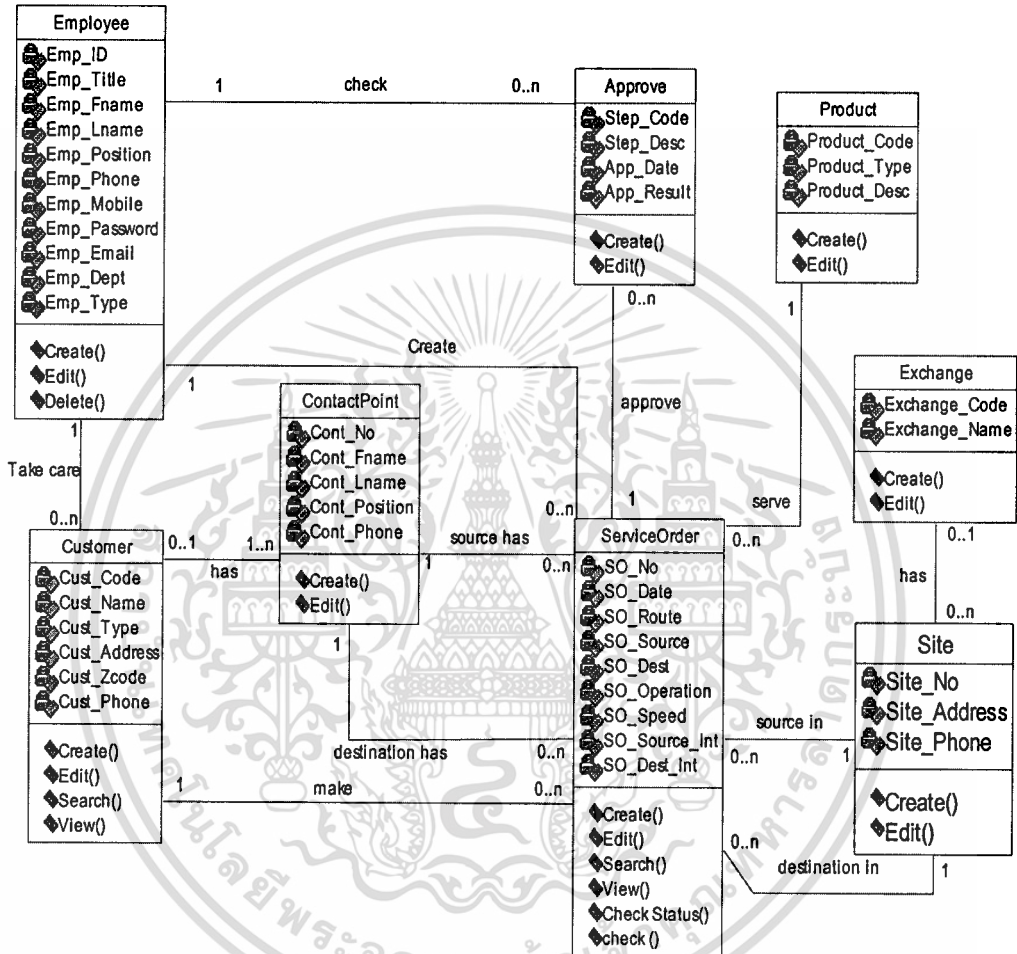 Employee
Emp_ID
Emp_Title
Emp_Fname
Emp_Lname
Emp_Position
Emp_Phone
Emp_Mobile
Emp_Password
Emp_Email
Emp_Dept
Emp_Type
Create()
Edit()
Delete()
1
check
0..n
Approve
Step_Code
Step_Desc
App_Date
App_Result
Create()
Edit()
Product
Product_Code
Product_Type
Product_Desc
Create()
Edit()
1
Create
0..n
0..n
approve
1
1
serve
0..n
Exchange
Exchange_Code
Exchange_Name
Create()
Edit()
0..1
has
0..n
1
Take care
0..n
ContactPoint
Cont_No
Cont_Fname
Cont_Lname
Cont_Position
Cont_Phone
Create()
Edit()
Customer
Cust_Code
Cust_Name
Cust_Type
Cust_Address
Cust_Zcode
Cust_Phone
Create()
Edit()
Search()
View()
0..1
has
1..n
1
source has
0..n
1
destination has
0..n
1
make
0..n
ServiceOrder
SO_No
SO_Date
SO_Route
SO_Source
SO_Dest
SO_Operation
SO_Speed
SO_Source_Int
SO_Dest_Int
Create()
Edit()
Search()
View()
Check Status()
check ()
source in
0..n
1
0..n
destination in
1
Site
Site_No
Site_Address
Site_Phone
Create()
Edit()